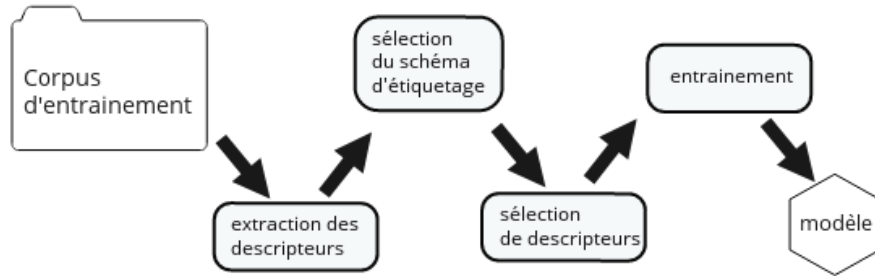 Corpus
d'entrainement
extraction des
descripteurs
sélection
du schéma
d'étiquetage
sélection
de descripteurs
entrainement
modèle